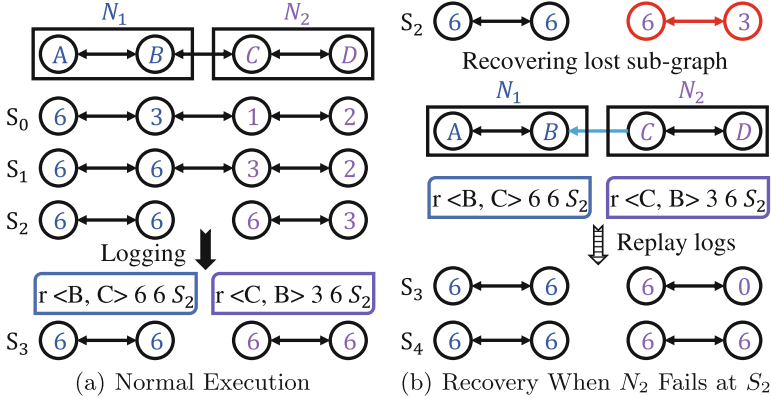 N₁ N₂
A B C D
S₀ 6 3 1 2
S₁ 6 6 3 2
S₂ 6 6 6 3
Logging
r <B, C> 6 6 S₂ r <C, B> 3 6 S₂
S₃ 6 6 6 6
(a) Normal Execution
S₂ 6 6 6 3
Recovering lost sub-graph
N₁ N₂
A B C D
r <B, C> 6 6 S₂ r <C, B> 3 6 S₂
Replay logs
S₃ 6 6 6 0
S₄ 6 6 6 6
(b) Recovery When N₂ Fails at S₂